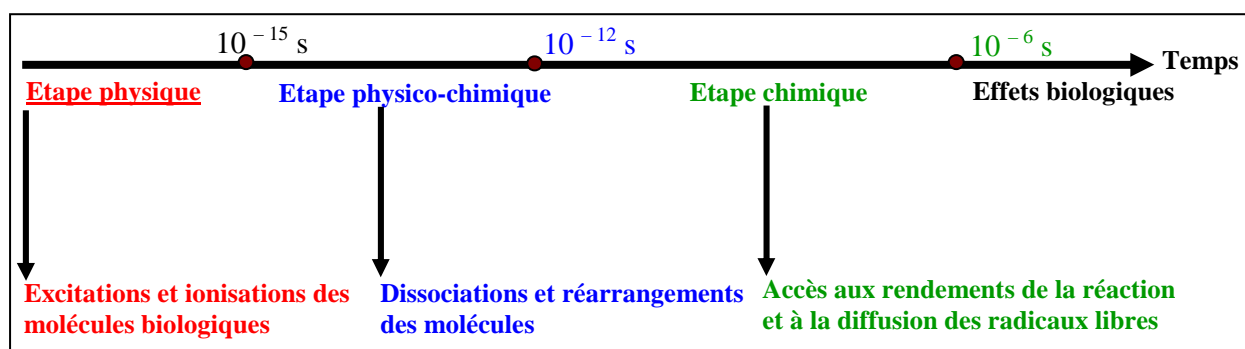 10 – 15 s
10 – 12 s
10 – 6 s
Temps
Etape physique
Etape physico-chimique
Etape chimique
Effets biologiques
Excitations et ionisations des
molécules biologiques
Dissociations et réarrangements
des molécules
Accès aux rendements de la réaction
et à la diffusion des radicaux libres